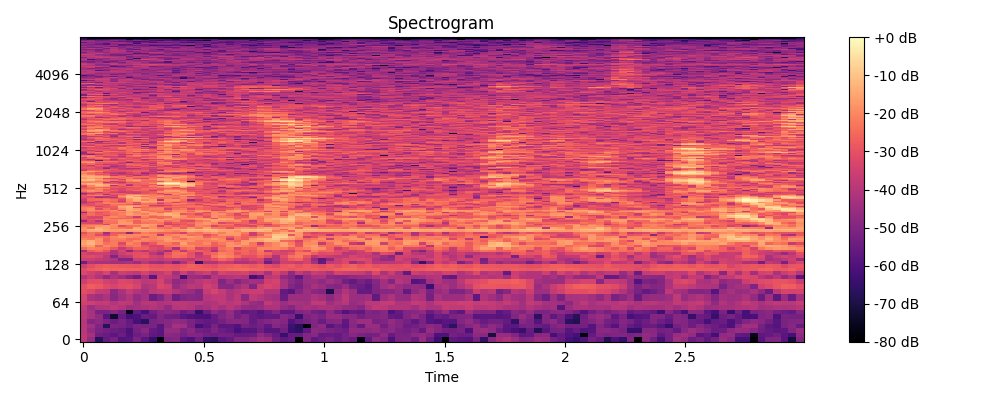 Spectrogram
Hz
4096
2048
1024
512
256
128
64
0
0
0.5
1
1.5
2
2.5
Time
+0 dB
-10 dB
-20 dB
-30 dB
-40 dB
-50 dB
-60 dB
-70 dB
-80 dB